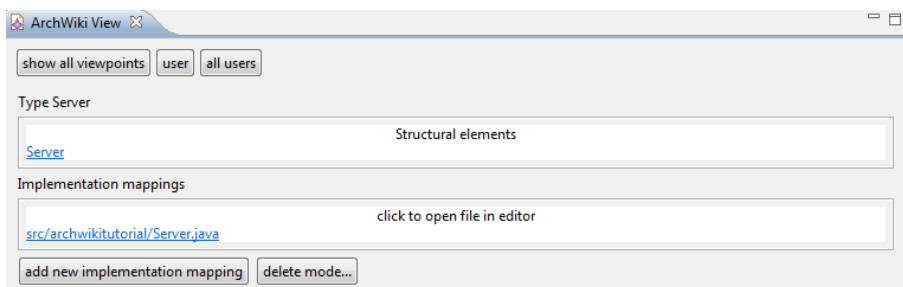 ArchWiki View
show all viewpoints user all users
Type Server
Structural elements
Server
Implementation mappings
click to open file in editor
src/archwikitutorial/Server.java
add new implementation mapping delete mode...